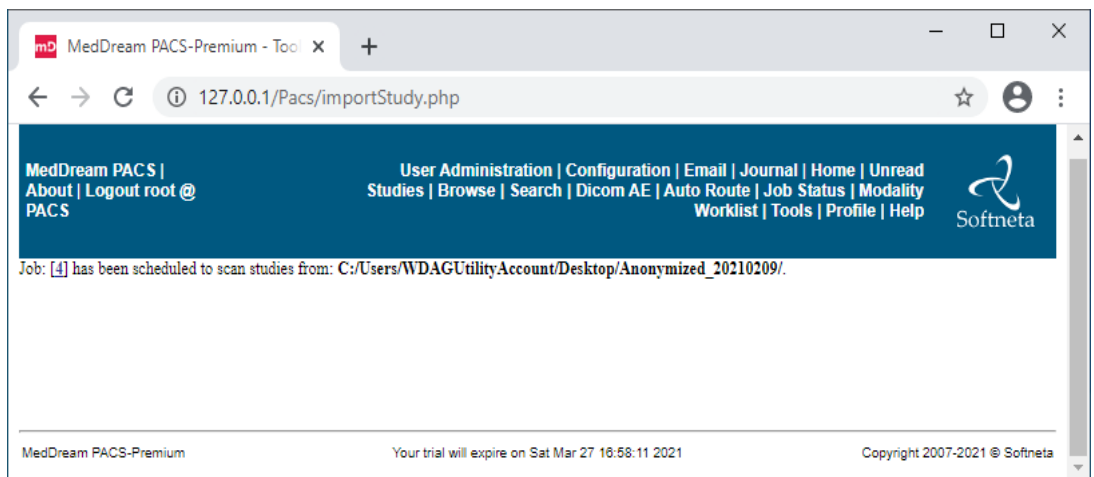 mD MedDream PACS-Premium - Tool
127.0.0.1/Pacs/importStudy.php
MedDream PACS |
About | Logout root @
PACS
User Administration | Configuration | Email | Journal | Home | Unread
Studies | Browse | Search | Dicom AE | Auto Route | Job Status | Modality
Worklist | Tools | Profile | Help
Softneta
Job: [4] has been scheduled to scan studies from: C:/Users/WDAGUtilityAccount/Desktop/Anonymized_20210209/.
MedDream PACS-Premium
Your trial will expire on Sat Mar 27 16:58:11 2021
Copyright 2007-2021 © Softneta